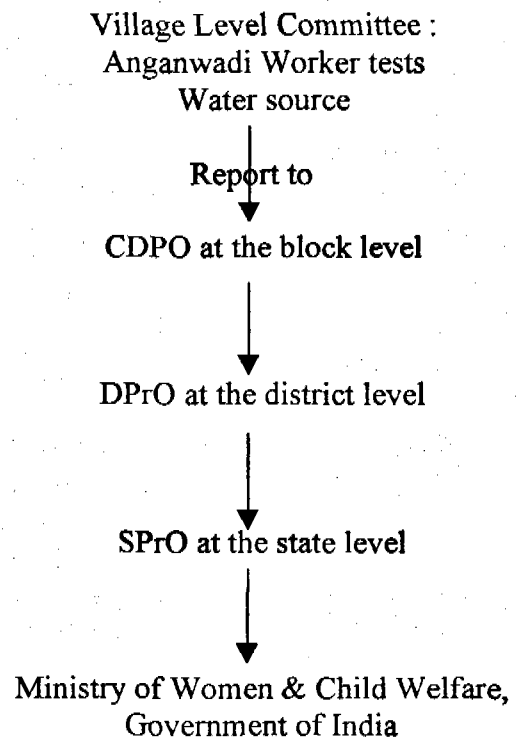 Village Level Committee :
Anganwadi Worker tests
Water source
Report to
CDPO at the block level
DPrO at the district level
SPrO at the state level
Ministry of Women & Child Welfare,
Government of India